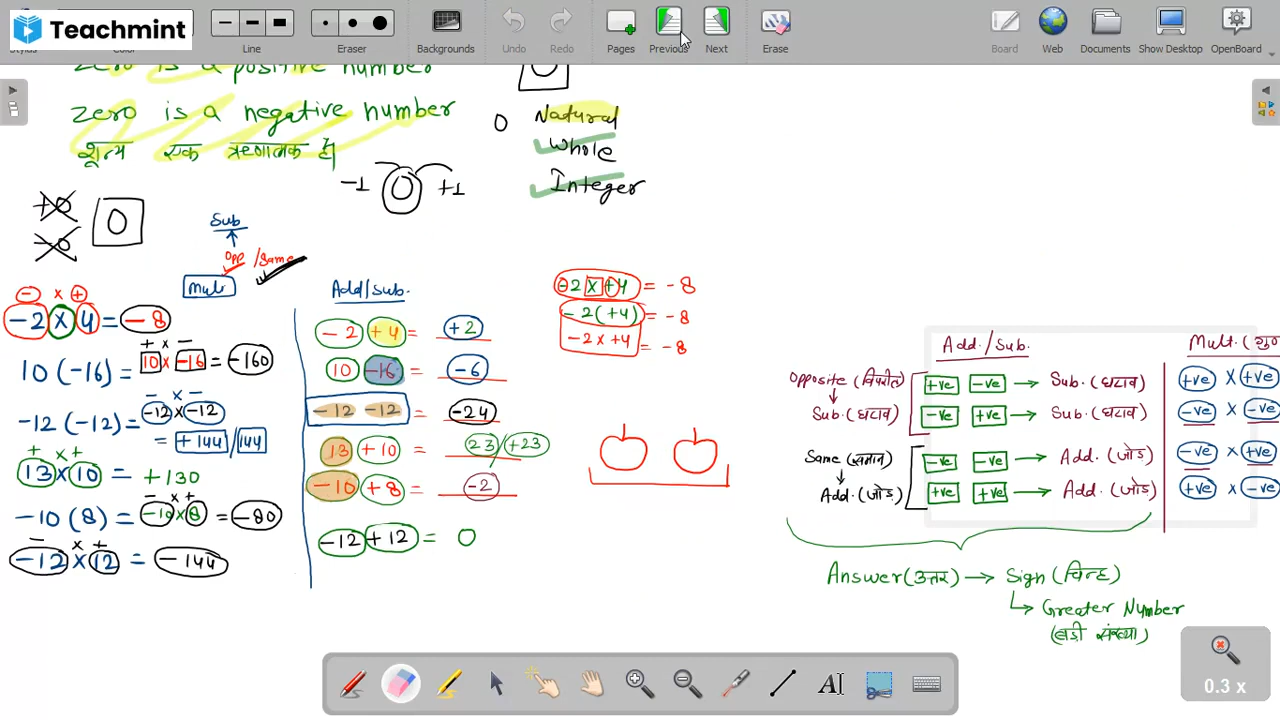 Teachmint
Line
Eraser
Backgrounds
Undo
Redo
Pages
Previous
Next
Erase
Board
Web
Documents
Show Desktop
OpenBoard
zero is a positive number
zero is a negative number
शून्य एक ऋणात्मक है।
0 Natural
Whole
Integer
-1 0 +1
+0
-0
0
Sub
opp /Same
Mult
- x +
-2 x 4 = -8
+ x -
10 (-16) = 10 x -16 = -160
- x -
-12 (-12) = -12 x -12
= +144/144
+ x +
13 x 10 = +130
- x +
-10 (8) = -10 x 8 = -80
- x +
-12 x 12 = -144
Add/sub.
-2 +4 = +2
10 -16 = -6
-12 -12 = -24
13 +10 = 23/+23
-10 +8 = -2
-12 +12 = 0
-2 x +4 = -8
-2 (+4) = -8
-2 x +4 = -8
Add./Sub.
Opposite (विपरीत)
Sub. (घटाव)
+ve -ve → Sub. (घटाव)
-ve +ve → Sub. (घटाव)
Same (समान)
Add. (जोड़)
-ve -ve → Add. (जोड़)
+ve +ve → Add. (जोड़)
Mult. (गु
+ve x +ve
-ve x -ve
-ve x +ve
+ve x -ve
Answer (उत्तर) → Sign (चिन्ह)
Greater Number
(बड़ी संख्या)
0.3 x